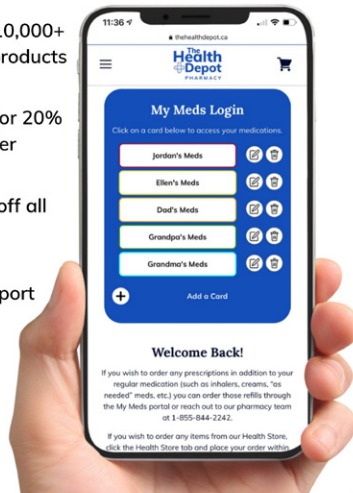 10,000+
products
or 20%
er
off all
port
11:36
thehealthdepot.ca
The
Health
Depot
PHARMACY
My Meds Login
Click on a card below to access your medications.
Jordan's Meds
Ellen's Meds
Dad's Meds
Grandpa's Meds
Grandma's Meds
Add a Card
Welcome Back!
If you wish to order any prescriptions in addition to your
regular medication (such as inhalers, creams, "as
needed" meds, etc.) you can order those refills through
the My Meds portal or reach out to our pharmacy team
at 1-855-844-2242.
If you wish to order any items from our Health Store,
click the Health Store tab and place your order within